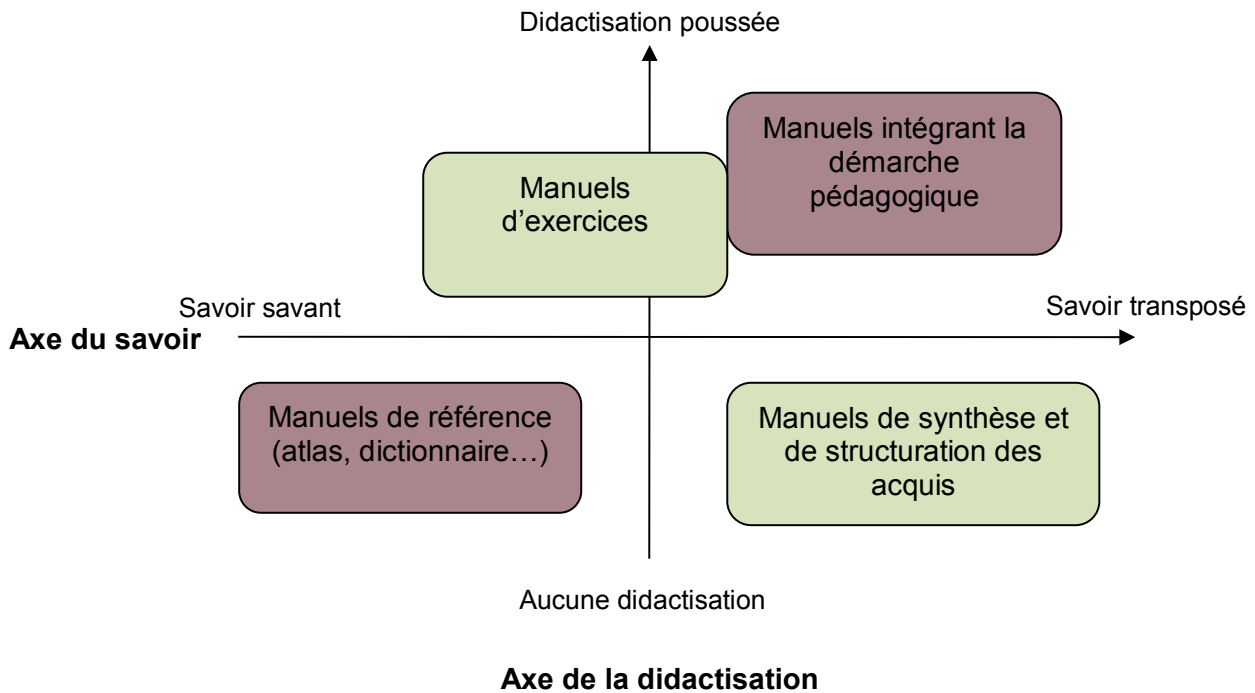 Didactisation poussée
Manuels intégrant la
démarche
pédagogique
Manuels
d’exercices
Savoir savant
Savoir transposé
Axe du savoir
Manuels de référence
(atlas, dictionnaire…)
Manuels de synthèse et
de structuration des
acquis
Aucune didactisation
Axe de la didactisation